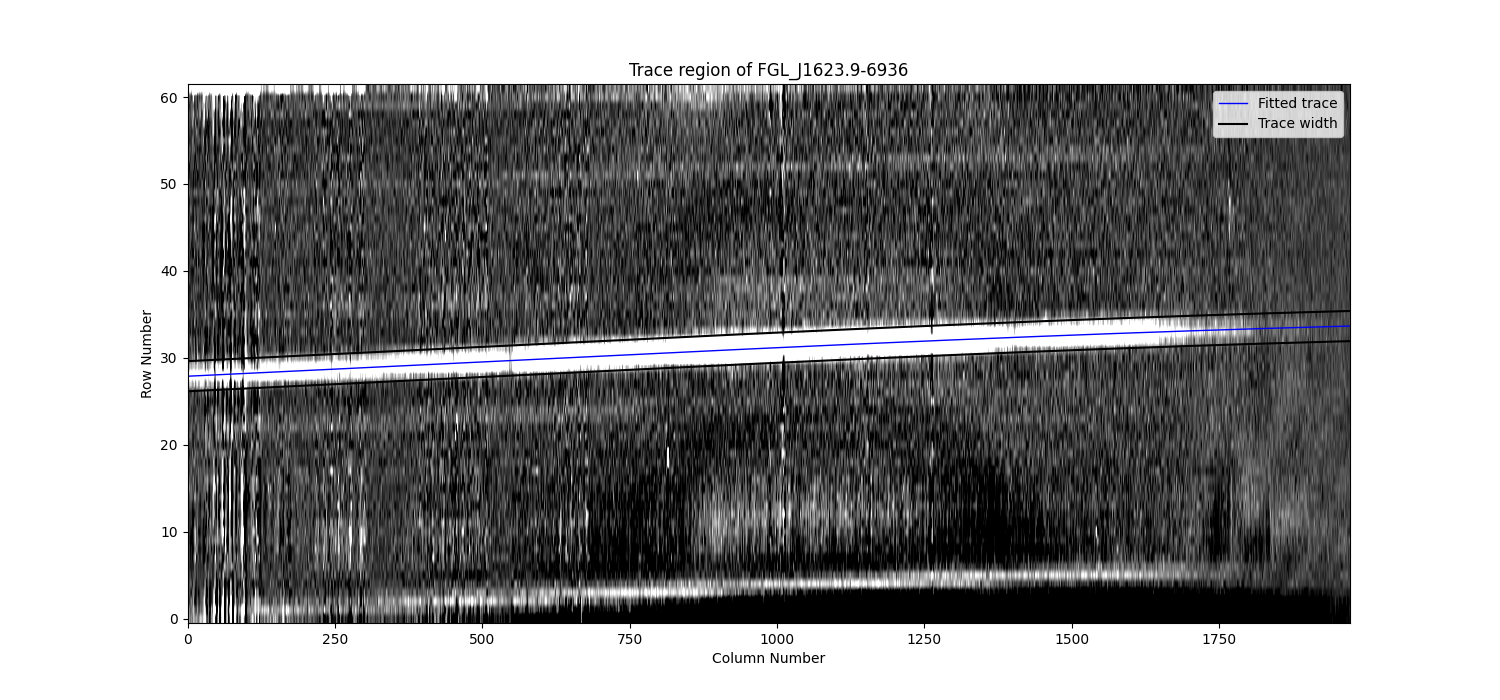 Trace region of FGL_J1623.9-6936
Fitted trace
Trace width
Row Number
60
50
40
30
20
10
0
0 250 500 750 1000 1250 1500 1750
Column Number